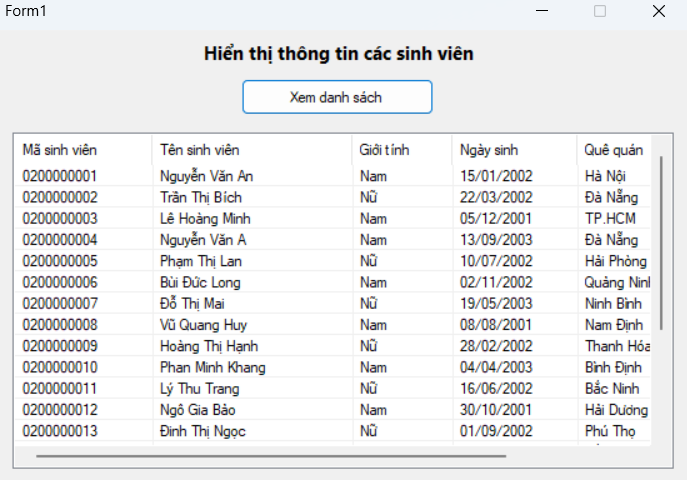 Form1
Hiển thị thông tin các sinh viên
Xem danh sách
Mã sinh viên Tên sinh viên Giới tính Ngày sinh Quê quán
0200000001 Nguyễn Văn An Nam 15/01/2002 Hà Nội
0200000002 Trần Thị Bích Nữ 22/03/2002 Đà Nẵng
0200000003 Lê Hoàng Minh Nam 05/12/2001 TP.HCM
0200000004 Nguyễn Văn A Nam 13/09/2003 Đà Nẵng
0200000005 Phạm Thị Lan Nữ 10/07/2002 Hải Phòng
0200000006 Bùi Đức Long Nam 02/11/2002 Quảng Ninh
0200000007 Đỗ Thị Mai Nữ 19/05/2003 Ninh Bình
0200000008 Vũ Quang Huy Nam 08/08/2001 Nam Định
0200000009 Hoàng Thị Hạnh Nữ 28/02/2002 Thanh Hóa
0200000010 Phan Minh Khang Nam 04/04/2003 Bình Định
0200000011 Lý Thu Trang Nữ 16/06/2002 Bắc Ninh
0200000012 Ngô Gia Bảo Nam 30/10/2001 Hải Dương
0200000013 Đinh Thị Ngọc Nữ 01/09/2002 Phú Thọ